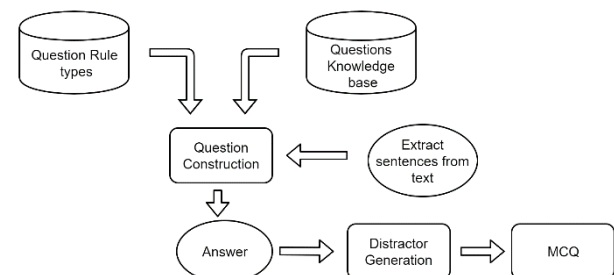 Question Rule
types
Questions
Knowledge
base
Question
Construction
Extract
sentences from
text
Answer
Distractor
Generation
MCQ